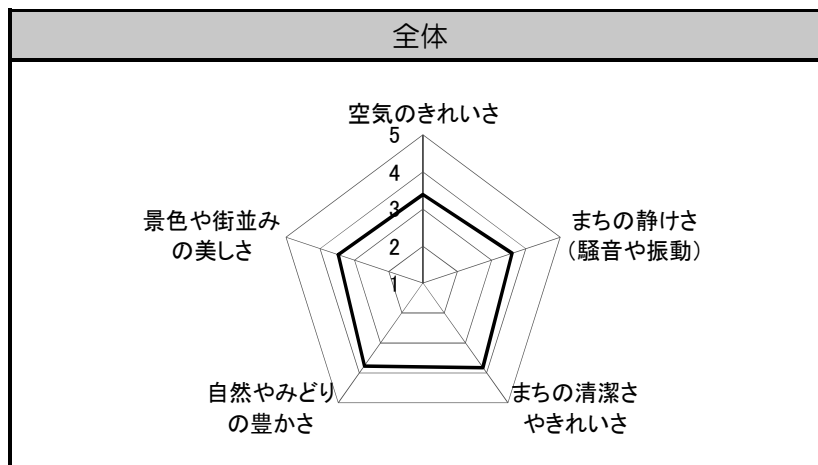 全体
空気のきれいさ
5
4
3
2
1
まちの静けさ
（騒音や振動）
まちの清潔さ
やきれいさ
自然やみどり
の豊かさ
景色や街並み
の美しさ